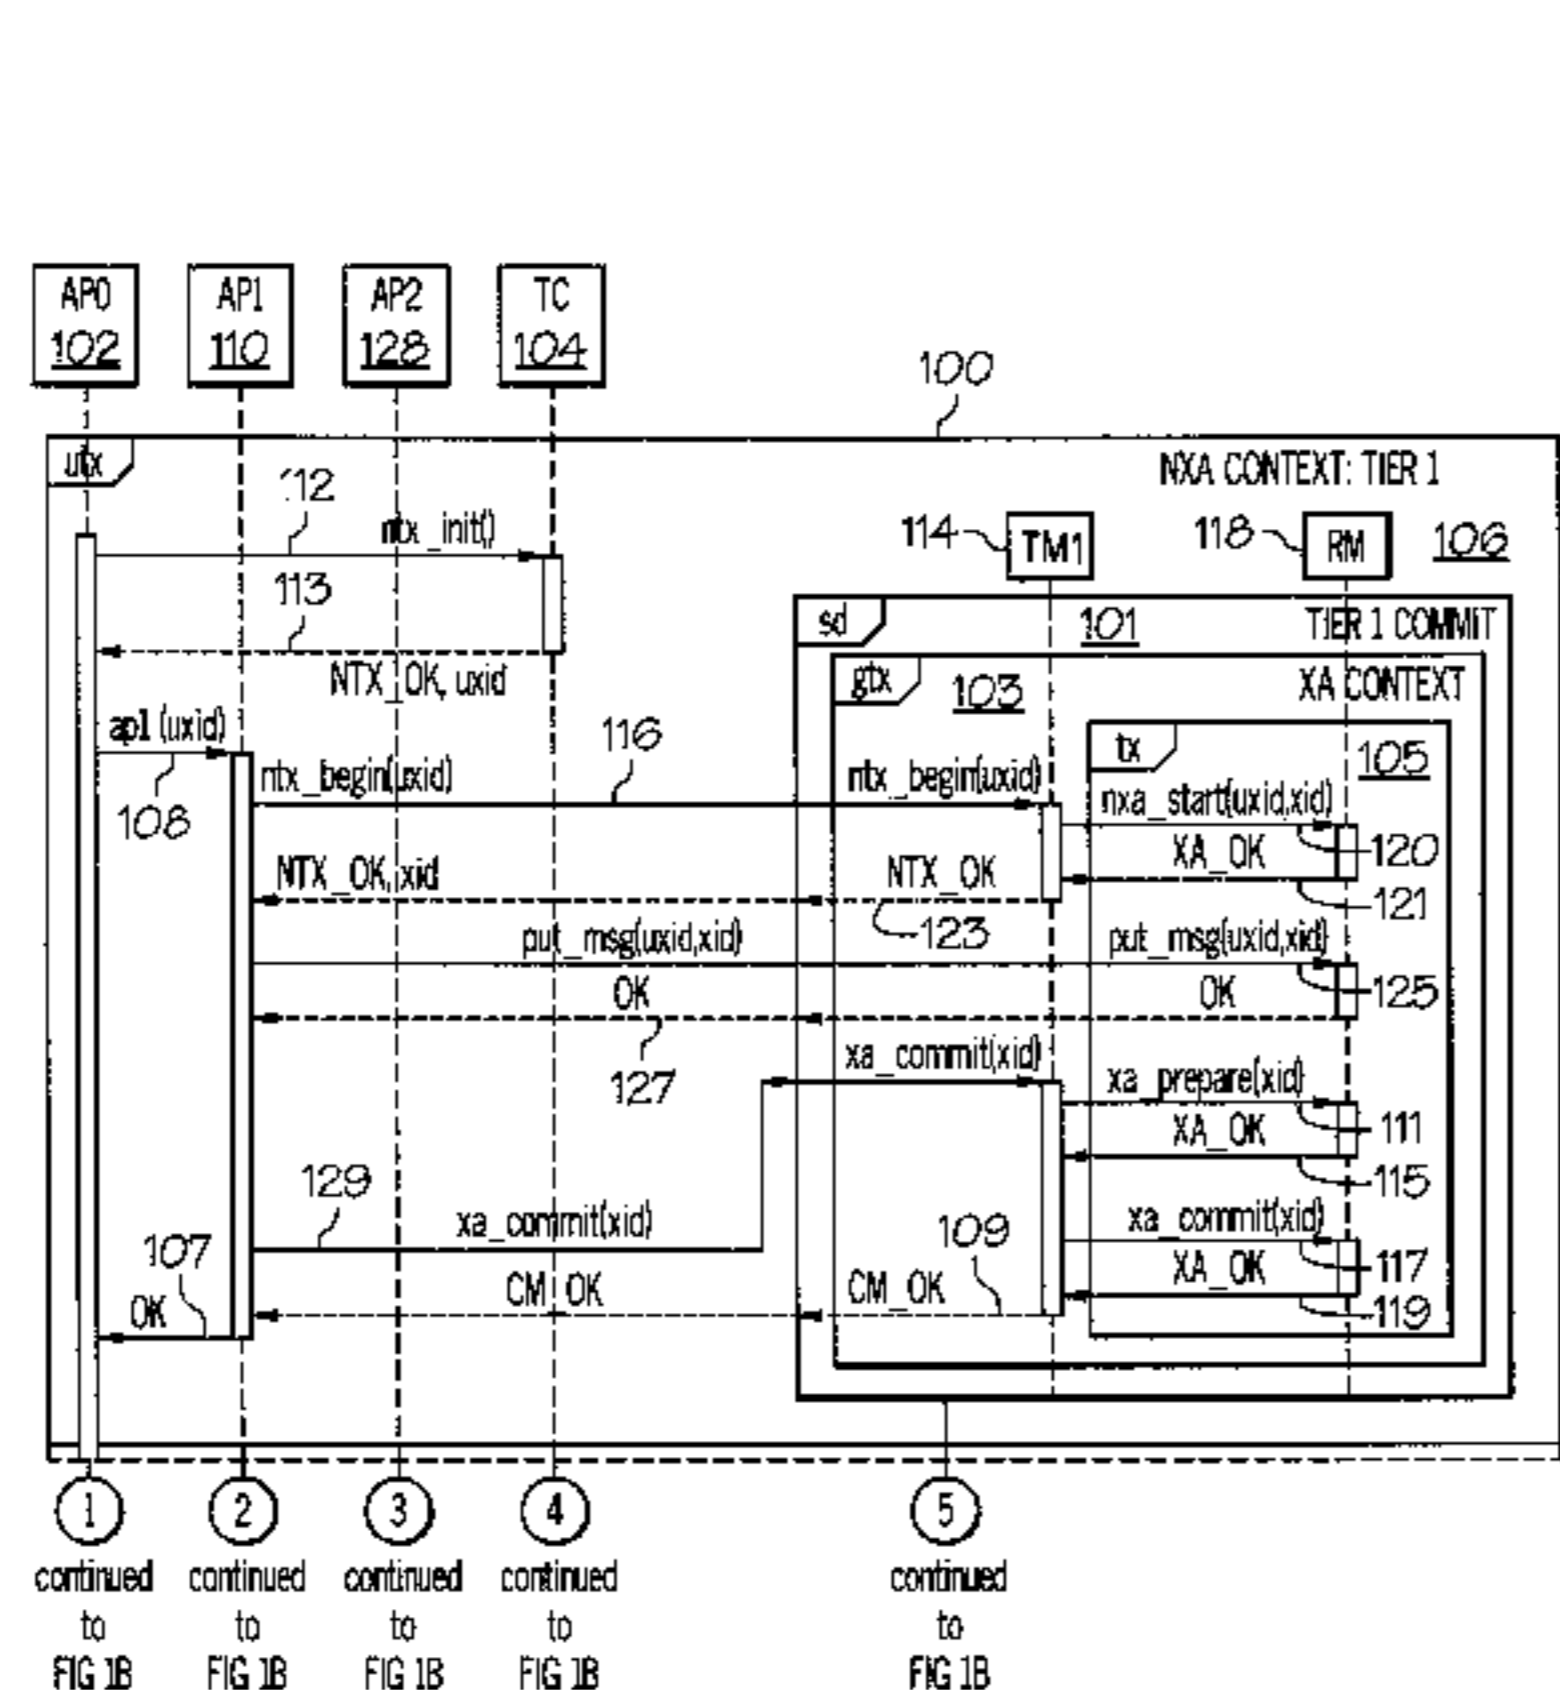 AP0 AP1 AP2 TC
102 110 128 104
100
utx NXA CONTEXT: TIER 1
112 ntx_init() 114 TM1 118 RM 106
113 sd 101 TIER 1 COMMIT
NTX_OK, uxid gtx 103 XA CONTEXT
ap1 (uxid) 116 tx 105
ntx_begin(uxid) ntx_begin(uxid) nxa_start(uxid,xid)
108 XA_OK 120
NTX_OK, xid NTX_OK 121
put_msg(uxid,xid) 123 put_msg(uxid,xid)
OK OK 125
127 xa_commit(xid) xa_prepare(xid)
XA_OK 111
129 115
xa_commit(xid) 109 xa_commit(xid)
107 XA_OK 117
OK CM_OK CM_OK 119
1 2 3 4 5
continued continued continued continued continued
to to to to to
FIG 1B FIG 1B FIG 1B FIG 1B FIG 1B